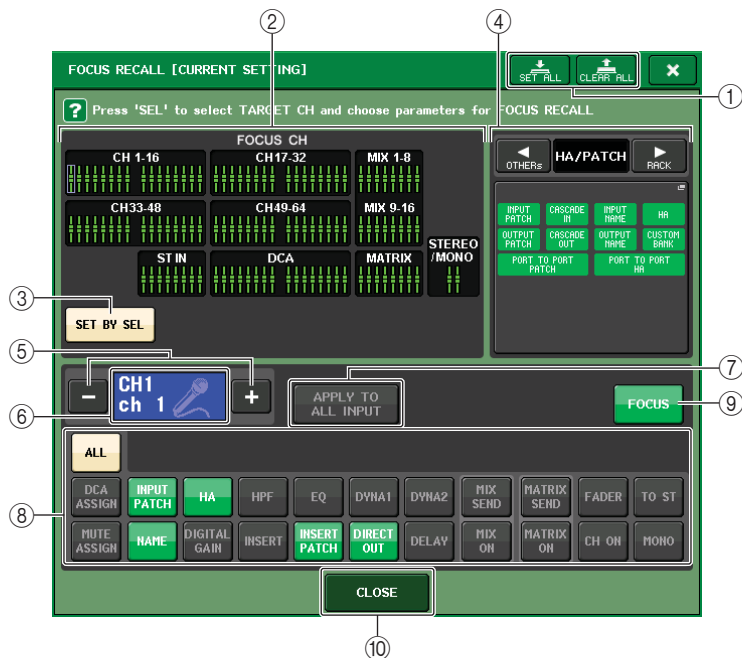 ② ④
FOCUS RECALL [CURRENT SETTING]
SET ALL
CLEAR ALL
①
? Press 'SEL' to select TARGET CH and choose parameters for FOCUS RECALL
FOCUS CH
CH 1-16
CH17-32
MIX 1-8
CH33-48
CH49-64
MIX 9-16
ST IN
DCA
MATRIX
STEREO
/MONO
OTHERs
HA/PATCH
RACK
INPUT
PATCH
CASCADE
IN
INPUT
NAME
HA
OUTPUT
PATCH
CASCADE
OUT
OUTPUT
NAME
CUSTOM
BANK
PORT TO PORT
PATCH
PORT TO PORT
HA
③
SET BY SEL
⑤
⑥
CH1
ch 1
⑦
APPLY TO
ALL INPUT
FOCUS
⑨
⑧
ALL
DCA
ASSIGN
INPUT
PATCH
HA
HPF
EQ
DYNA1
DYNA2
MIX
SEND
MATRIX
SEND
FADER
TO ST
MUTE
ASSIGN
NAME
DIGITAL
GAIN
INSERT
INSERT
PATCH
DIRECT
OUT
DELAY
MIX
ON
MATRIX
ON
CH ON
MONO
CLOSE
⑩